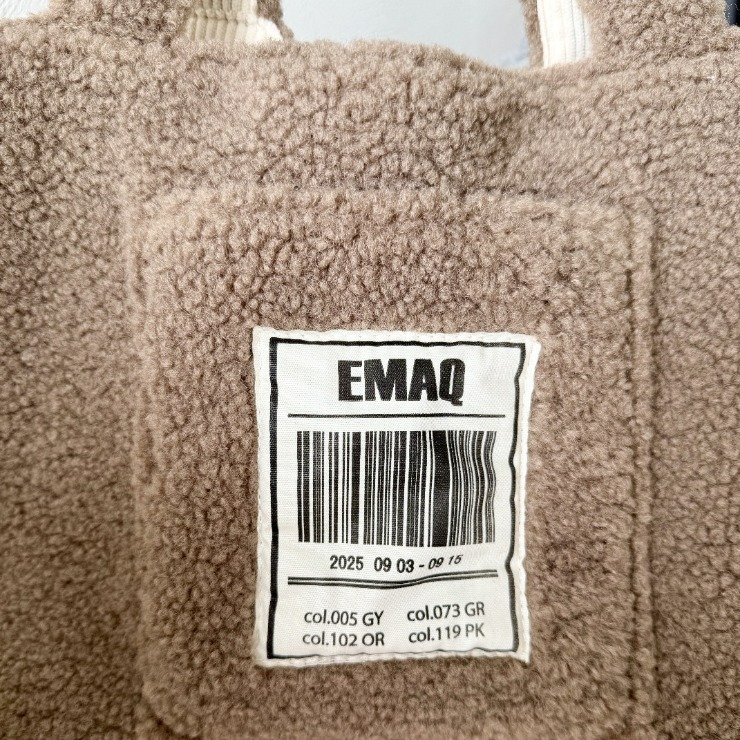 EMAQ
2025 09 03 - 09 15
col.005 GY col.073 GR
col.102 OR col.119 PK